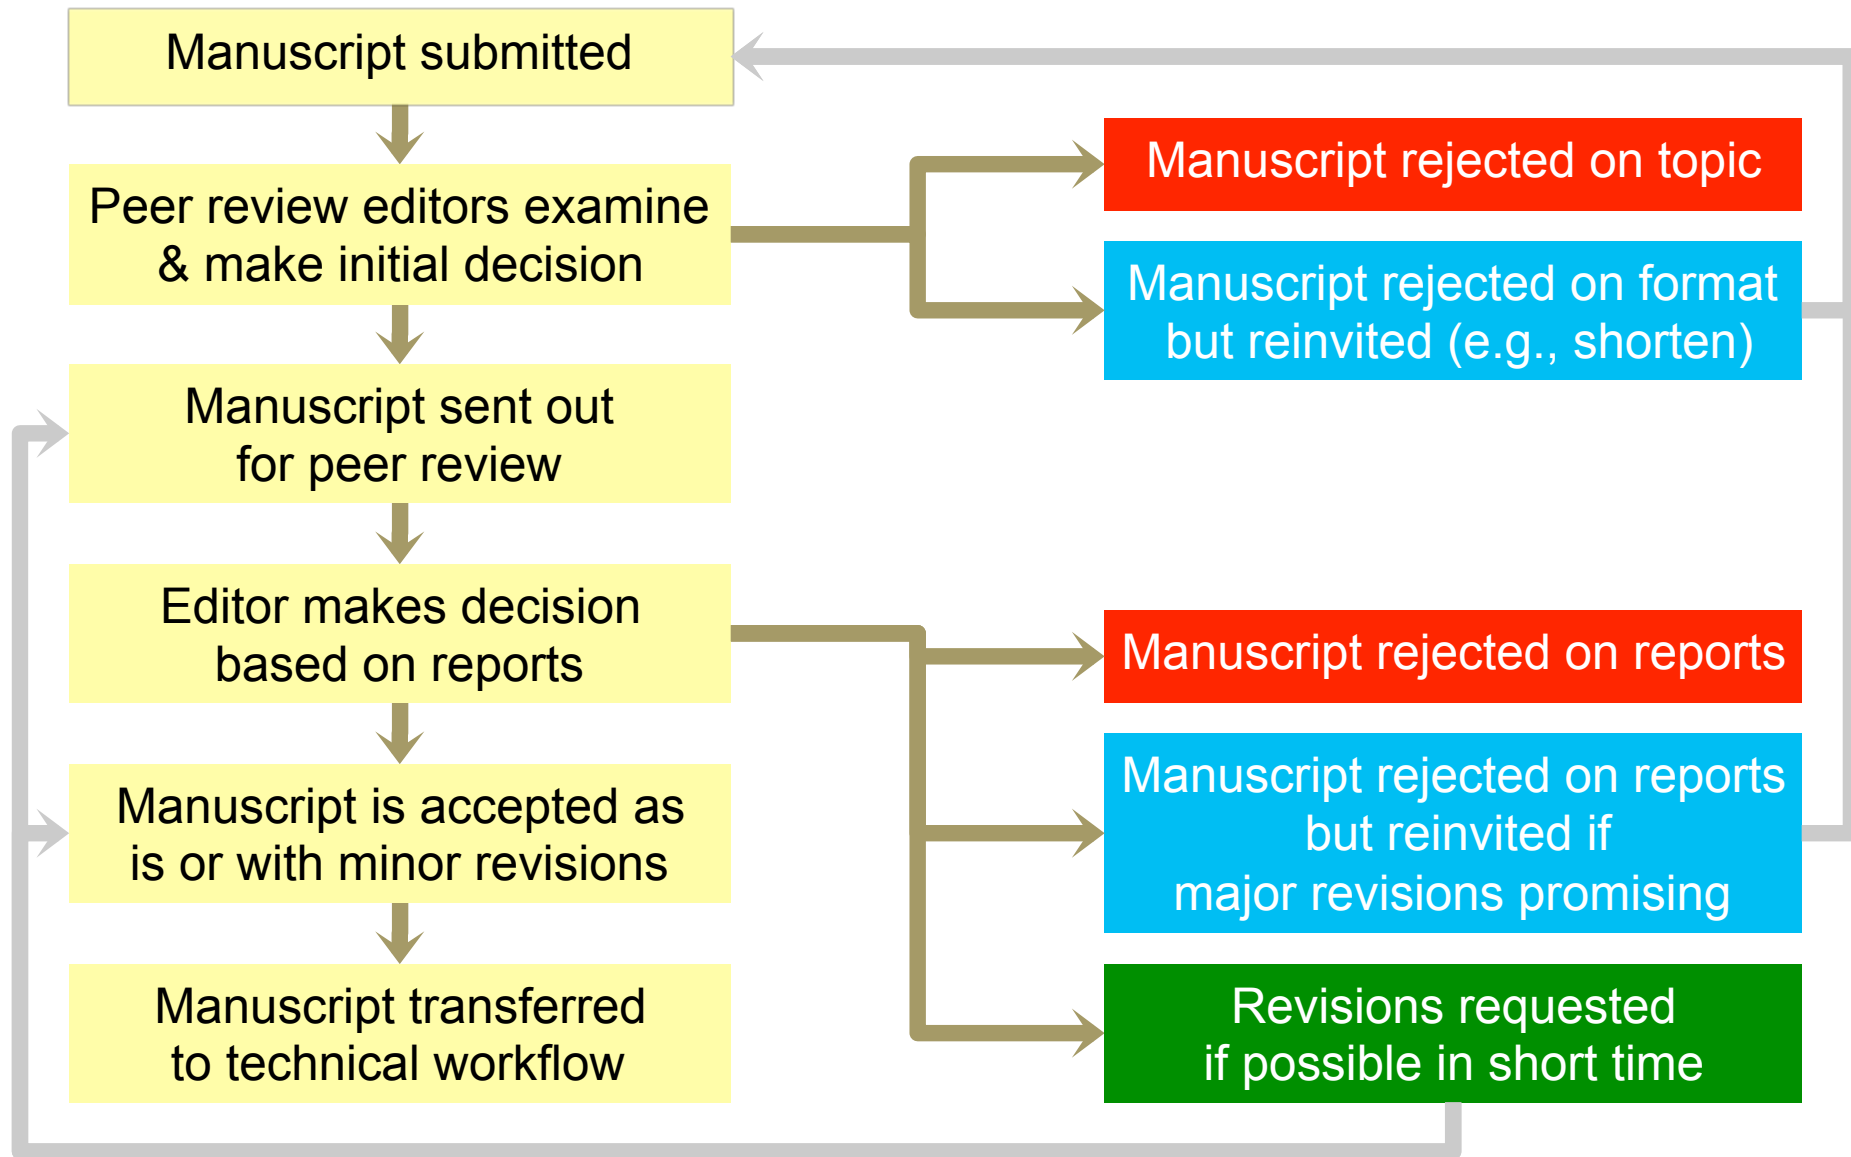 Manuscript submitted
Peer review editors examine
& make initial decision
Manuscript sent out
for peer review
Editor makes decision
based on reports
Manuscript is accepted as
is or with minor revisions
Manuscript transferred
to technical workflow
Manuscript rejected on topic
Manuscript rejected on format
but reinvited (e.g., shorten)
Manuscript rejected on reports
Manuscript rejected on reports
but reinvited if
major revisions promising
Revisions requested
if possible in short time